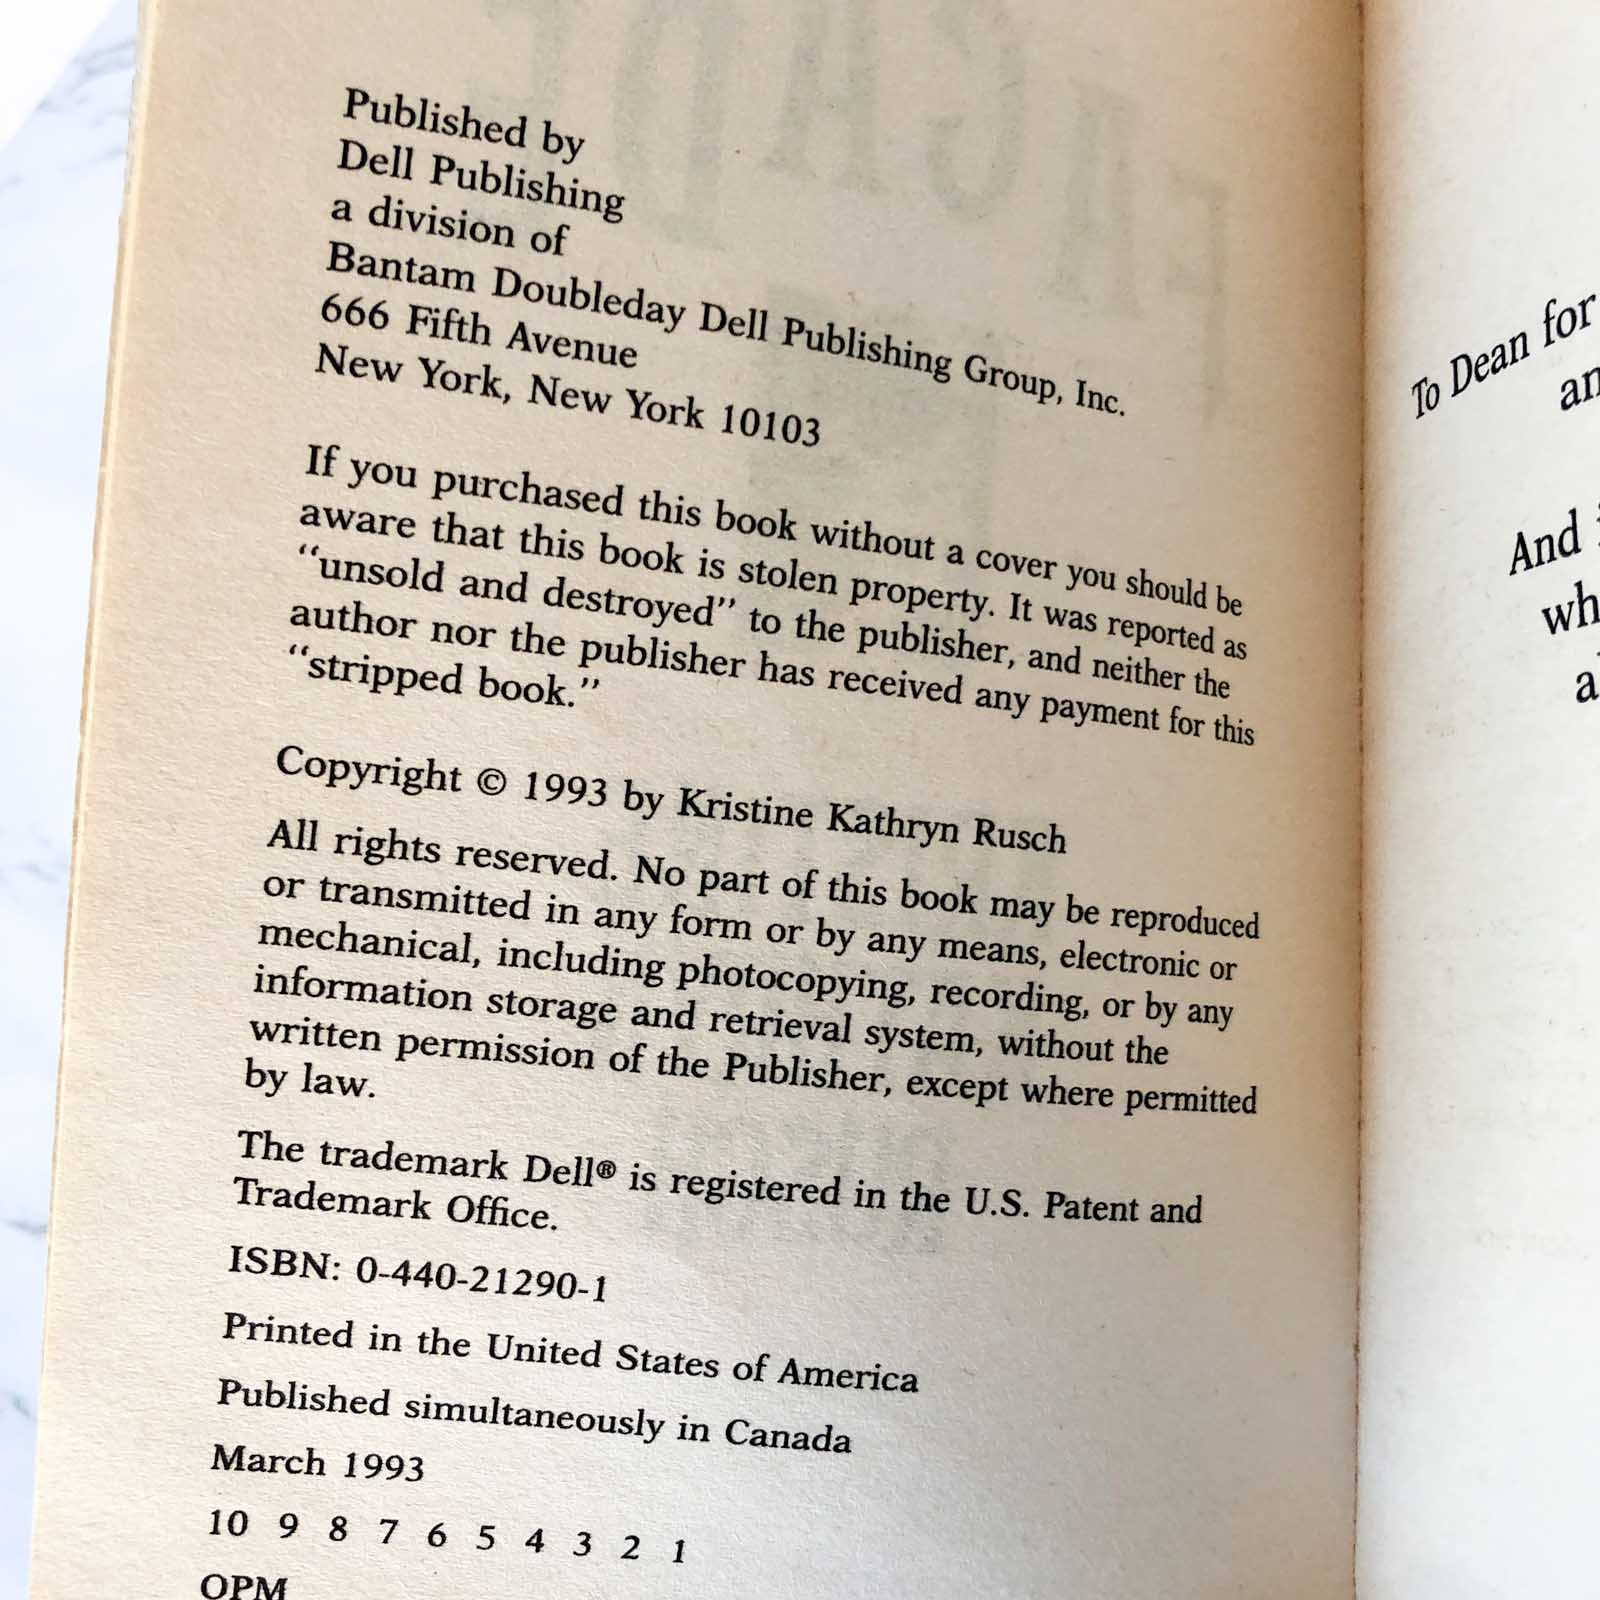 Published by
Dell Publishing
a division of
Bantam Doubleday Dell Publishing Group, Inc.
666 Fifth Avenue
New York, New York 10103
If you purchased this book without a cover you should be
aware that this book is stolen property. It was reported as
“unsold and destroyed” to the publisher, and neither the
author nor the publisher has received any payment for this
“stripped book.”
Copyright © 1993 by Kristine Kathryn Rusch
All rights reserved. No part of this book may be reproduced
or transmitted in any form or by any means, electronic or
mechanical, including photocopying, recording, or by any
information storage and retrieval system, without the
written permission of the Publisher, except where permitted
by law.
The trademark Dell® is registered in the U.S. Patent and
Trademark Office.
ISBN: 0-440-21290-1
Printed in the United States of America
Published simultaneously in Canada
March 1993
10 9 8 7 6 5 4 3 2 1
OPM
To Dean for
And